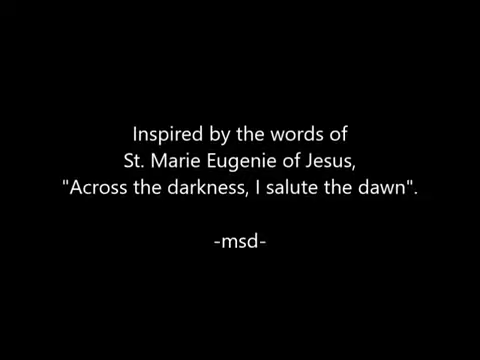 Inspired by the words of
St. Marie Eugenie of Jesus,
"Across the darkness, I salute the dawn".
-msd-